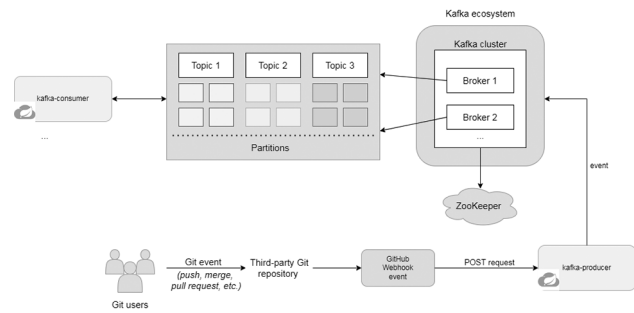 Kafka ecosystem
Kafka cluster
Topic 1
Topic 2
Topic 3
Broker 1
kafka-consumer
Broker 2
...
...
Partitions
event
ZooKeeper
Git event
(push, merge,
pull request, etc.)
Third-party Git
repository
GitHub
Webhook
event
POST request
kafka-producer
Git users